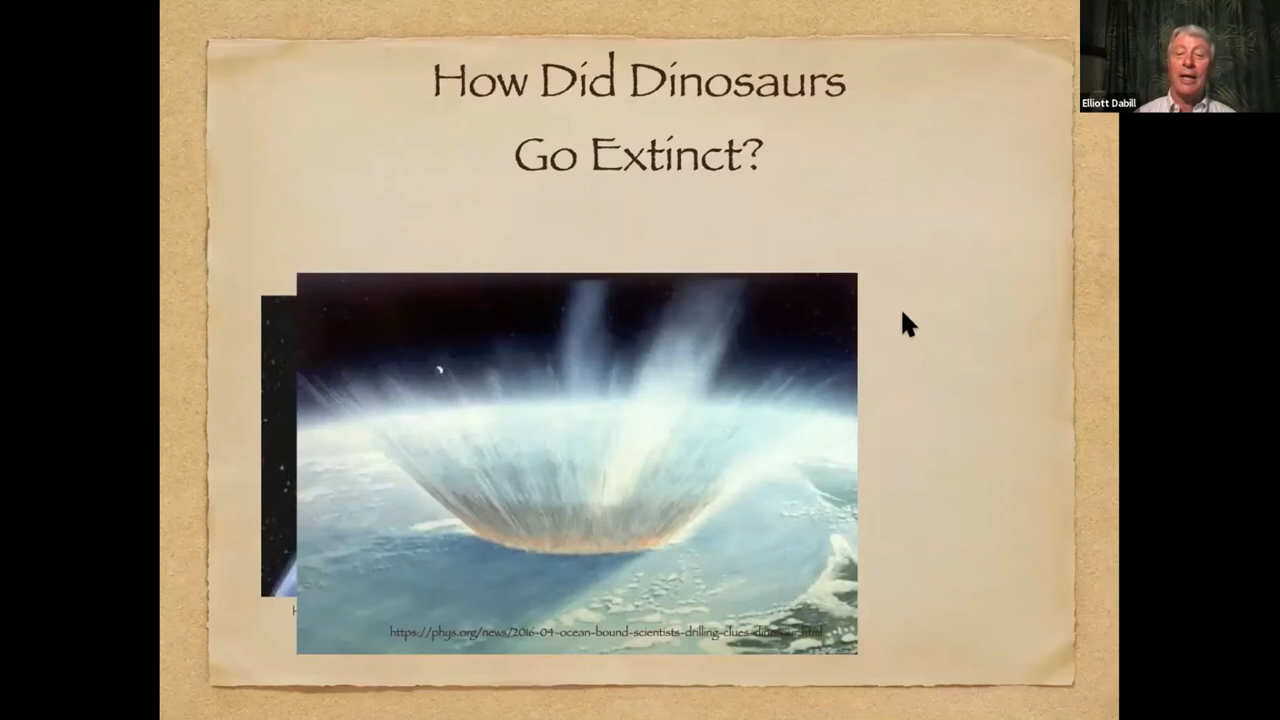 How Did Dinosaurs
Go Extinct?
Elliott Dabill
https://phys.org/news/2016-04-ocean-bound-scientists-drilling-clues-dinosaur.html